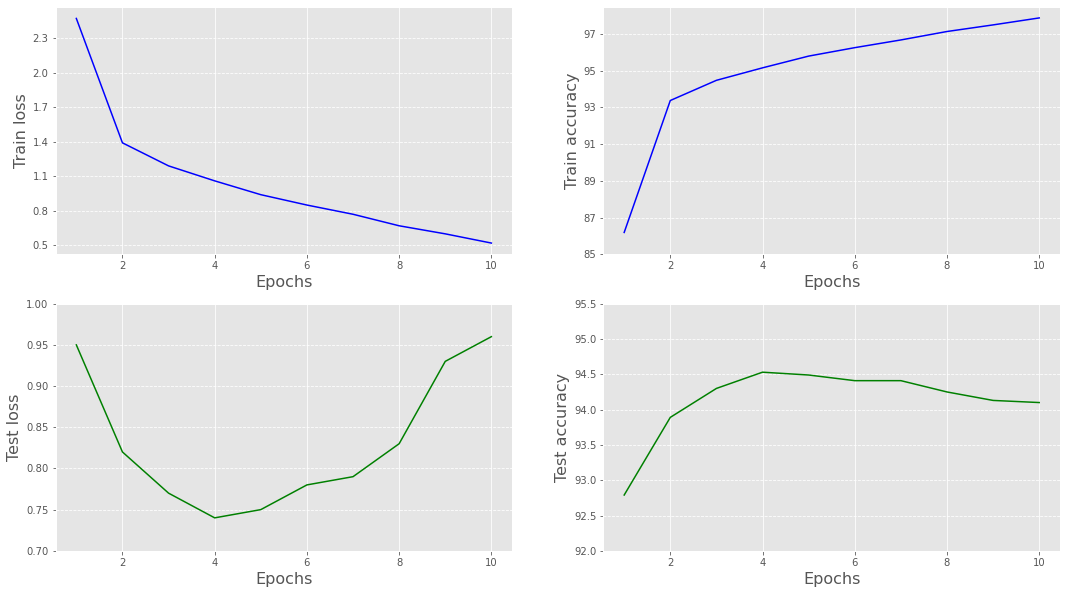 2.3
2.0
1.7
1.4
1.1
0.8
0.5
Train loss
2 4 6 8 10
Epochs
97
95
93
91
89
87
85
Train accuracy
2 4 6 8 10
Epochs
1.00
0.95
0.90
0.85
0.80
0.75
0.70
Test loss
2 4 6 8 10
Epochs
95.5
95.0
94.5
94.0
93.5
93.0
92.5
92.0
Test accuracy
2 4 6 8 10
Epochs